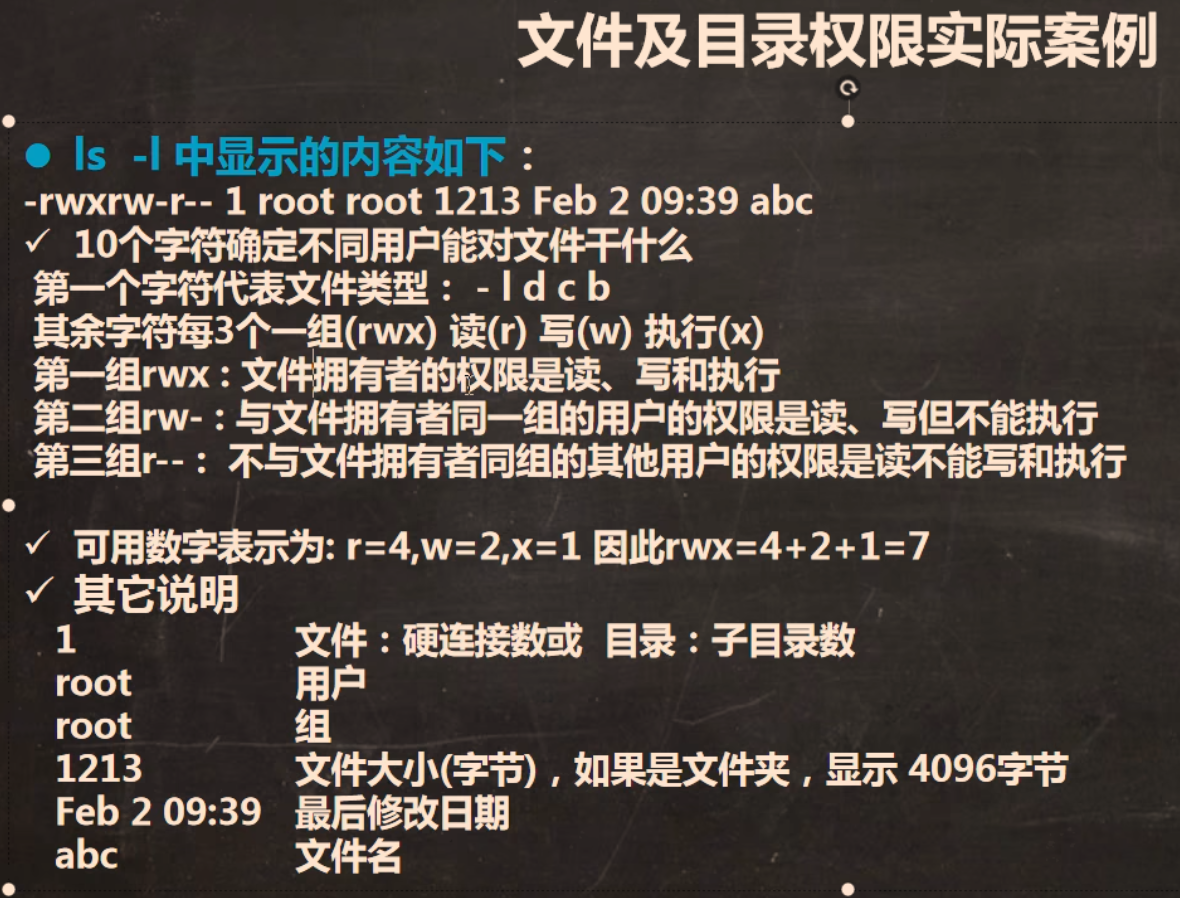 文件及目录权限实际案例
● ls -l 中显示的内容如下：
-rwxrw-r-- 1 root root 1213 Feb 2 09:39 abc
✓ 10个字符确定不同用户能对文件干什么
第一个字符代表文件类型： - l d c b
其余字符每3个一组(rwx) 读(r) 写(w) 执行(x)
第一组rwx : 文件拥有者的权限是读、写和执行
第二组rw- : 与文件拥有者同一组的用户的权限是读、写但不能执行
第三组r-- : 不与文件拥有者同组的其他用户的权限是读不能写和执行
✓ 可用数字表示为: r=4,w=2,x=1 因此rwx=4+2+1=7
✓ 其它说明
1 文件：硬连接数或 目录：子目录数
root 用户
root 组
1213 文件大小(字节)，如果是文件夹，显示 4096字节
Feb 2 09:39 最后修改日期
abc 文件名